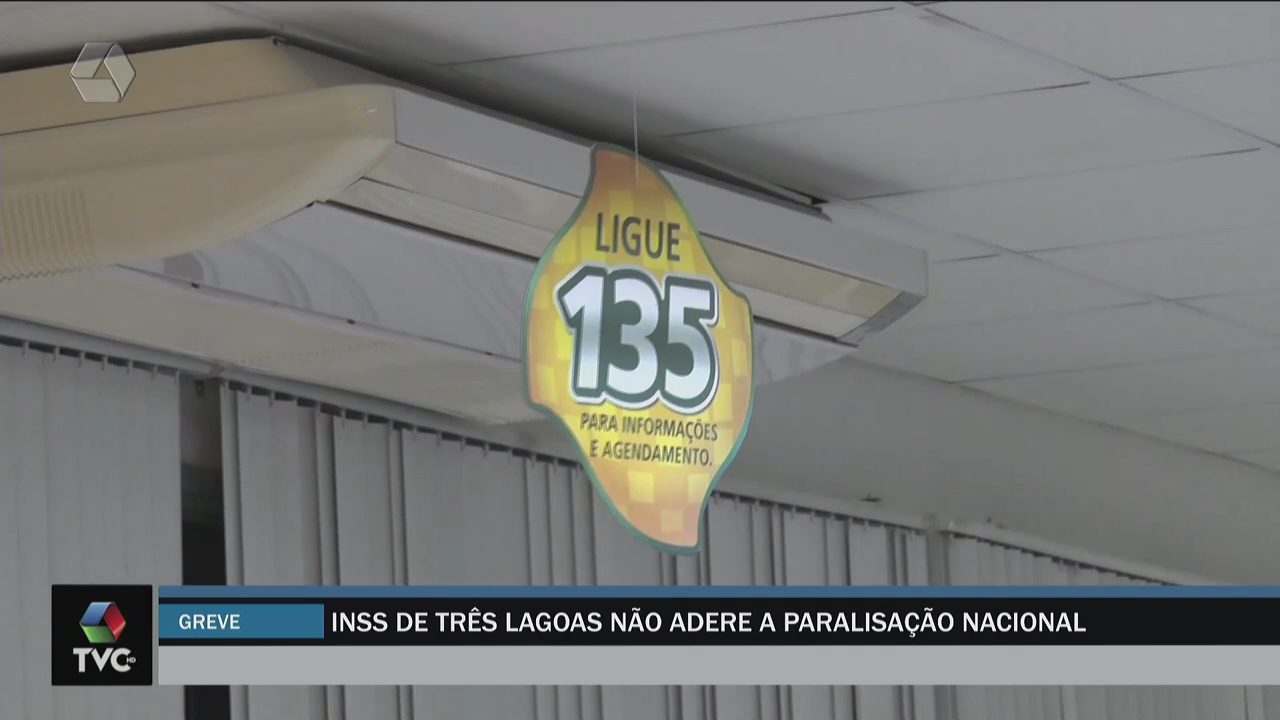 LIGUE
135
PARA INFORMAÇÕES
E AGENDAMENTO.
GREVE
INSS DE TRÊS LAGOAS NÃO ADERE A PARALISAÇÃO NACIONAL
TVC HD